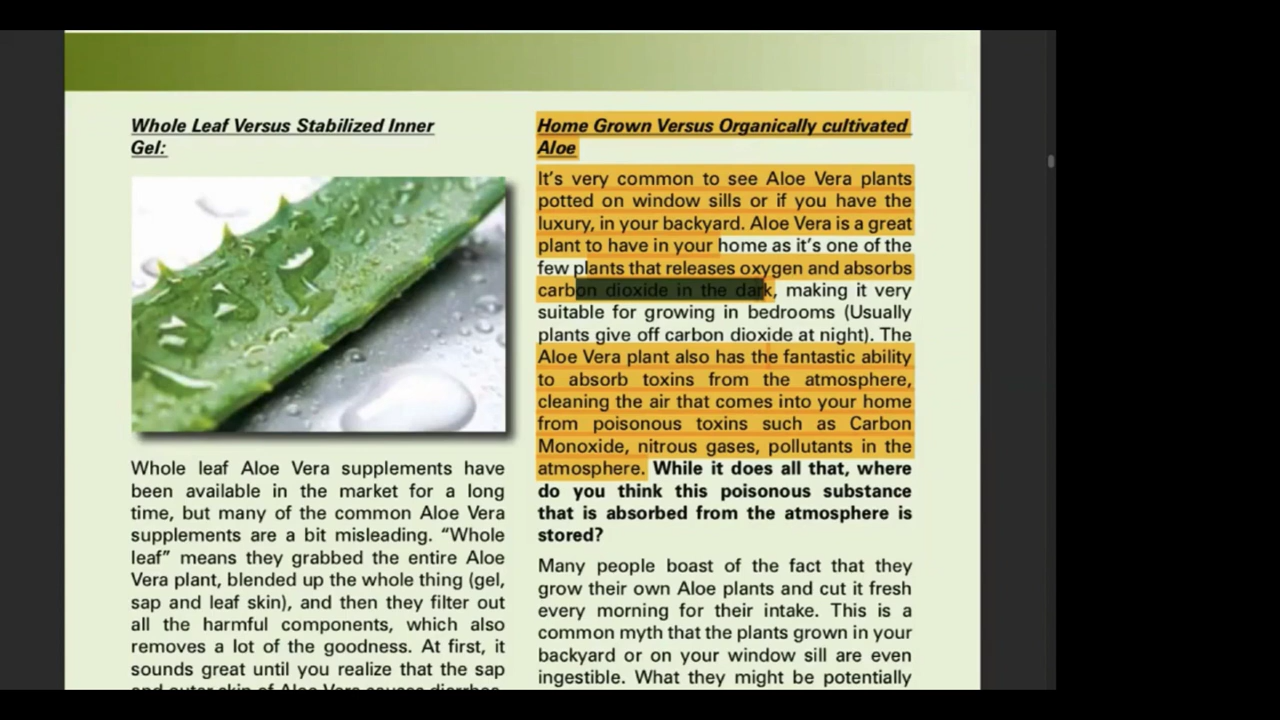 Whole Leaf Versus Stabilized Inner
Gel:
Whole leaf Aloe Vera supplements have
been available in the market for a long
time, but many of the common Aloe Vera
supplements are a bit misleading. “Whole
leaf” means they grabbed the entire Aloe
Vera plant, blended up the whole thing (gel,
sap and leaf skin), and then they filter out
all the harmful components, which also
removes a lot of the goodness. At first, it
sounds great until you realize that the sap
and outer skin of Aloe Vera causes diarrhea,
Home Grown Versus Organically cultivated
Aloe
It’s very common to see Aloe Vera plants
potted on window sills or if you have the
luxury, in your backyard. Aloe Vera is a great
plant to have in your home as it’s one of the
few plants that releases oxygen and absorbs
carbon dioxide in the dark, making it very
suitable for growing in bedrooms (Usually
plants give off carbon dioxide at night). The
Aloe Vera plant also has the fantastic ability
to absorb toxins from the atmosphere,
cleaning the air that comes into your home
from poisonous toxins such as Carbon
Monoxide, nitrous gases, pollutants in the
atmosphere. While it does all that, where
do you think this poisonous substance
that is absorbed from the atmosphere is
stored?
Many people boast of the fact that they
grow their own Aloe plants and cut it fresh
every morning for their intake. This is a
common myth that the plants grown in your
backyard or on your window sill are even
ingestible. What they might be potentially